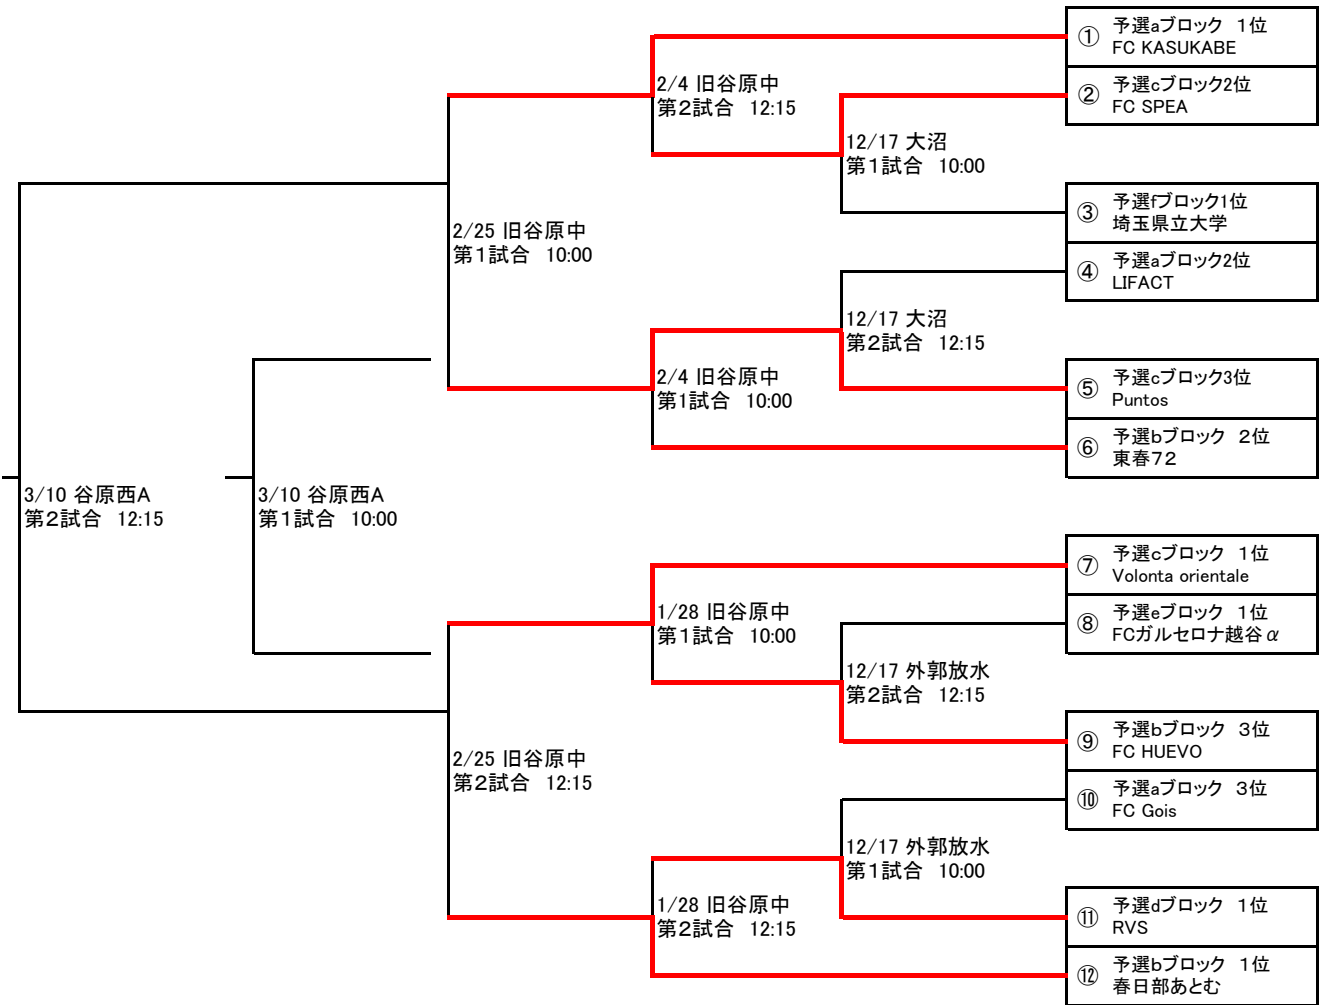 ① 予選aブロック　1位
FC KASUKABE
② 予選cブロック2位
FC SPEA
2/4 旧谷原中
第2試合　12:15
12/17 大沼
第1試合　10:00
③ 予選fブロック1位
埼玉県立大学
2/25 旧谷原中
第1試合　10:00
④ 予選aブロック2位
LIFACT
12/17 大沼
第2試合　12:15
2/4 旧谷原中
第1試合　10:00
⑤ 予選cブロック3位
Puntos
⑥ 予選bブロック　2位
東春72
3/10 谷原西A
第2試合　12:15
3/10 谷原西A
第1試合　10:00
⑦ 予選cブロック　1位
Volonta orientale
⑧ 予選eブロック　1位
FCガルセロナ越谷α
1/28 旧谷原中
第1試合　10:00
12/17 外郭放水
第2試合　12:15
⑨ 予選bブロック　3位
FC HUEVO
2/25 旧谷原中
第2試合　12:15
⑩ 予選aブロック　3位
FC Gois
12/17 外郭放水
第1試合　10:00
1/28 旧谷原中
第2試合　12:15
⑪ 予選dブロック　1位
RVS
⑫ 予選bブロック　1位
春日部あとむ